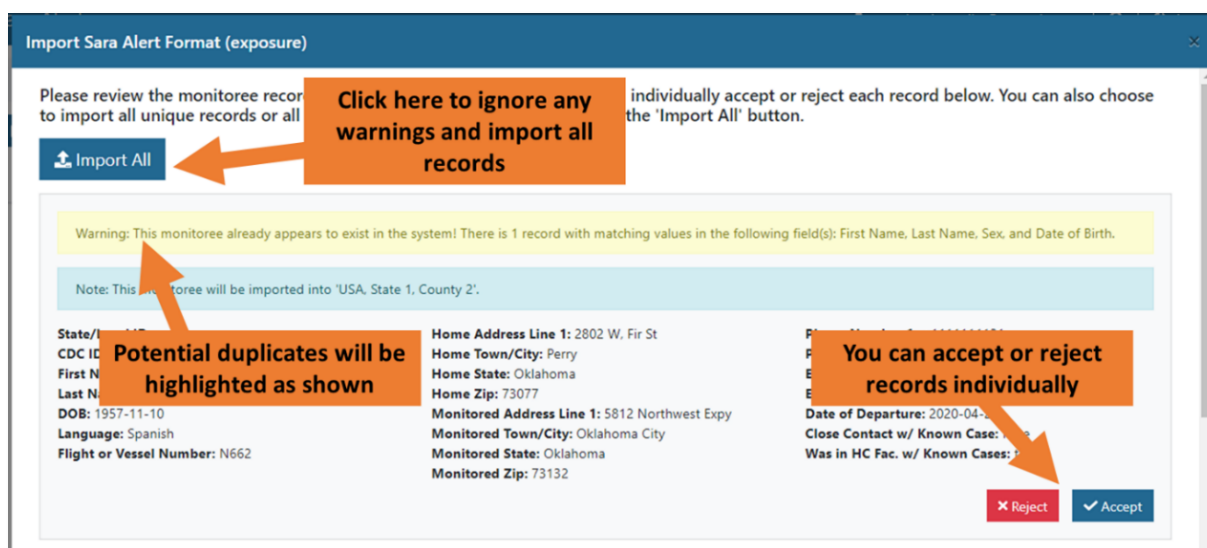 Import Sara Alert Format (exposure)
Please review the monitoree recor
individually accept or reject each record below. You can also choose
to import all unique records or all
the 'Import All' button.
Click here to ignore any
warnings and import all
records
Import All
Warning: This monitoree already appears to exist in the system! There is 1 record with matching values in the following field(s): First Name, Last Name, Sex, and Date of Birth.
Note: This monitoree will be imported into 'USA, State 1, County 2'.
State/
CDC ID
First N
Last N
DOB: 1957-11-10
Language: Spanish
Flight or Vessel Number: N662
Potential duplicates will be
highlighted as shown
Home Address Line 1: 2802 W. Fir St
Home Town/City: Perry
Home State: Oklahoma
Home Zip: 73077
Monitored Address Line 1: 5812 Northwest Expy
Monitored Town/City: Oklahoma City
Monitored State: Oklahoma
Monitored Zip: 73132
You can accept or reject
records individually
Date of Departure: 2020-04-
Close Contact w/ Known Case:
Was in HC Fac. w/ Known Cases:
Reject
Accept